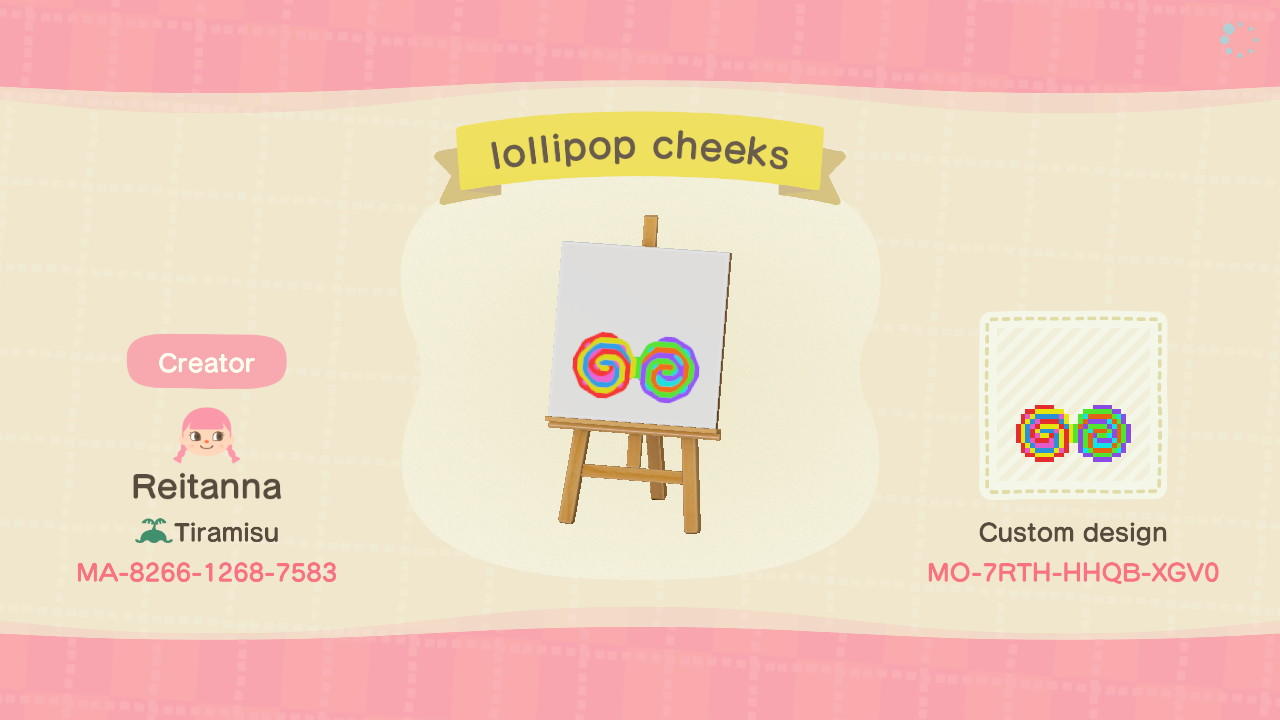 lollipop cheeks
Creator
Reitanna
Tiramisu
MA-8266-1268-7583
Custom design
MO-7RTH-HHQB-XGV0